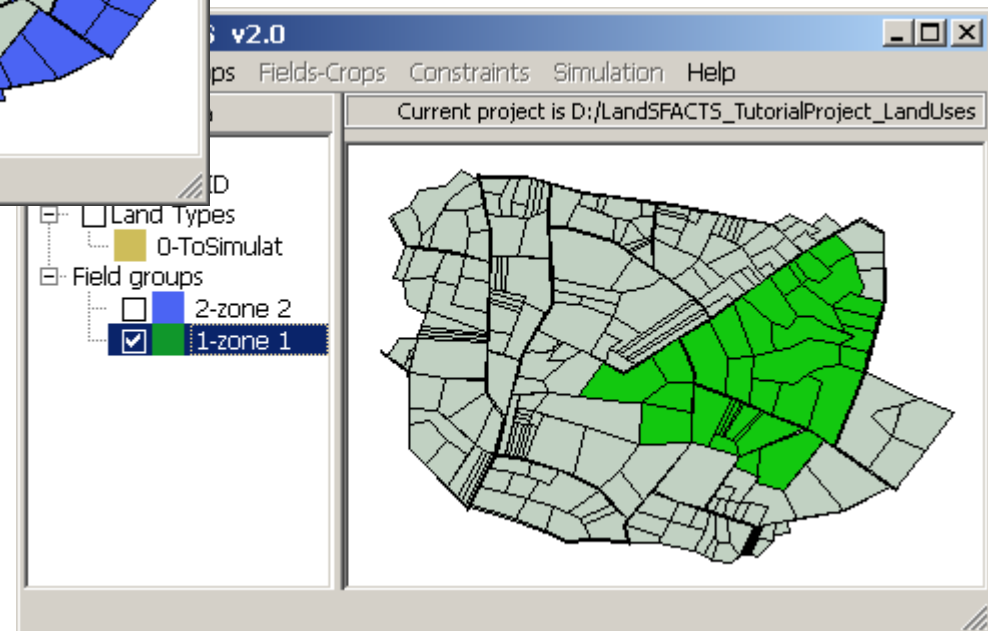 v2.0
Fields-Crops Constraints Simulation Help
Current project is D:/LandSFACTS_TutorialProject_LandUses
ID
Land Types
0-ToSimulat
Field groups
2-zone 2
1-zone 1